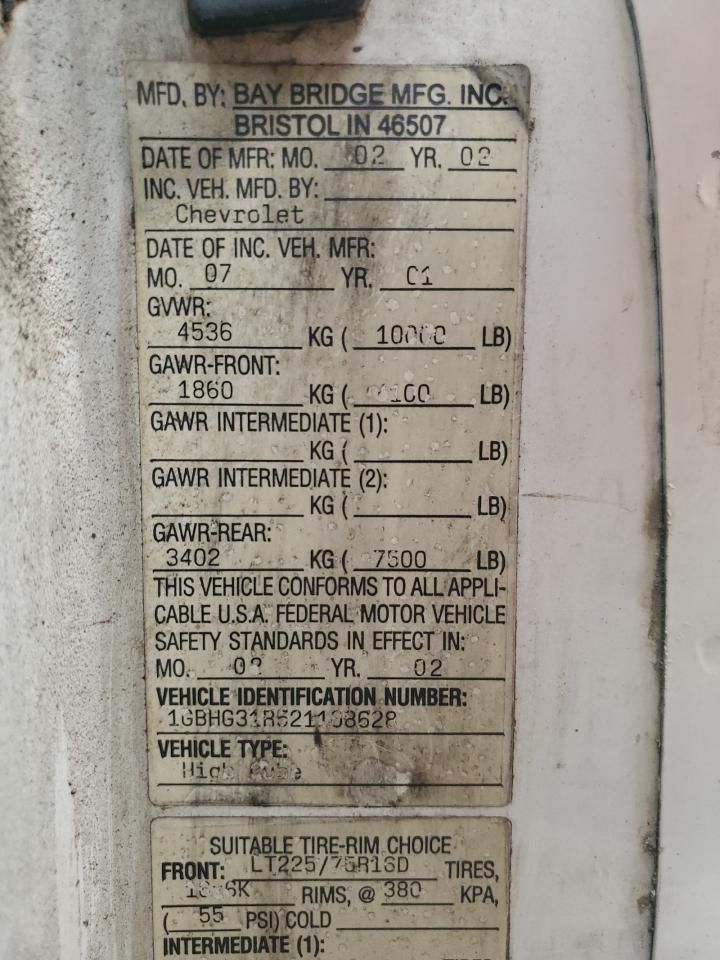 MFD. BY: BAY BRIDGE MFG. INC.
BRISTOL IN 46507
DATE OF MFR: MO. 02 YR. 02
INC. VEH. MFD. BY:
Chevrolet
DATE OF INC. VEH. MFR:
MO. 07 YR. 01
GVWR:
4536 KG ( 10000 LB)
GAWR-FRONT:
1860 KG ( LB)
GAWR INTERMEDIATE (1):
KG ( LB)
GAWR INTERMEDIATE (2):
KG ( LB)
GAWR-REAR:
3402 KG ( 7500 LB)
THIS VEHICLE CONFORMS TO ALL APPLI-
CABLE U.S.A. FEDERAL MOTOR VEHICLE
SAFETY STANDARDS IN EFFECT IN:
MO. YR. 02
VEHICLE IDENTIFICATION NUMBER:
VEHICLE TYPE:
High
SUITABLE TIRE-RIM CHOICE
FRONT: LT225/75R16D TIRES,
RIMS, @ 380 KPA,
( 55 PSI) COLD
INTERMEDIATE (1):